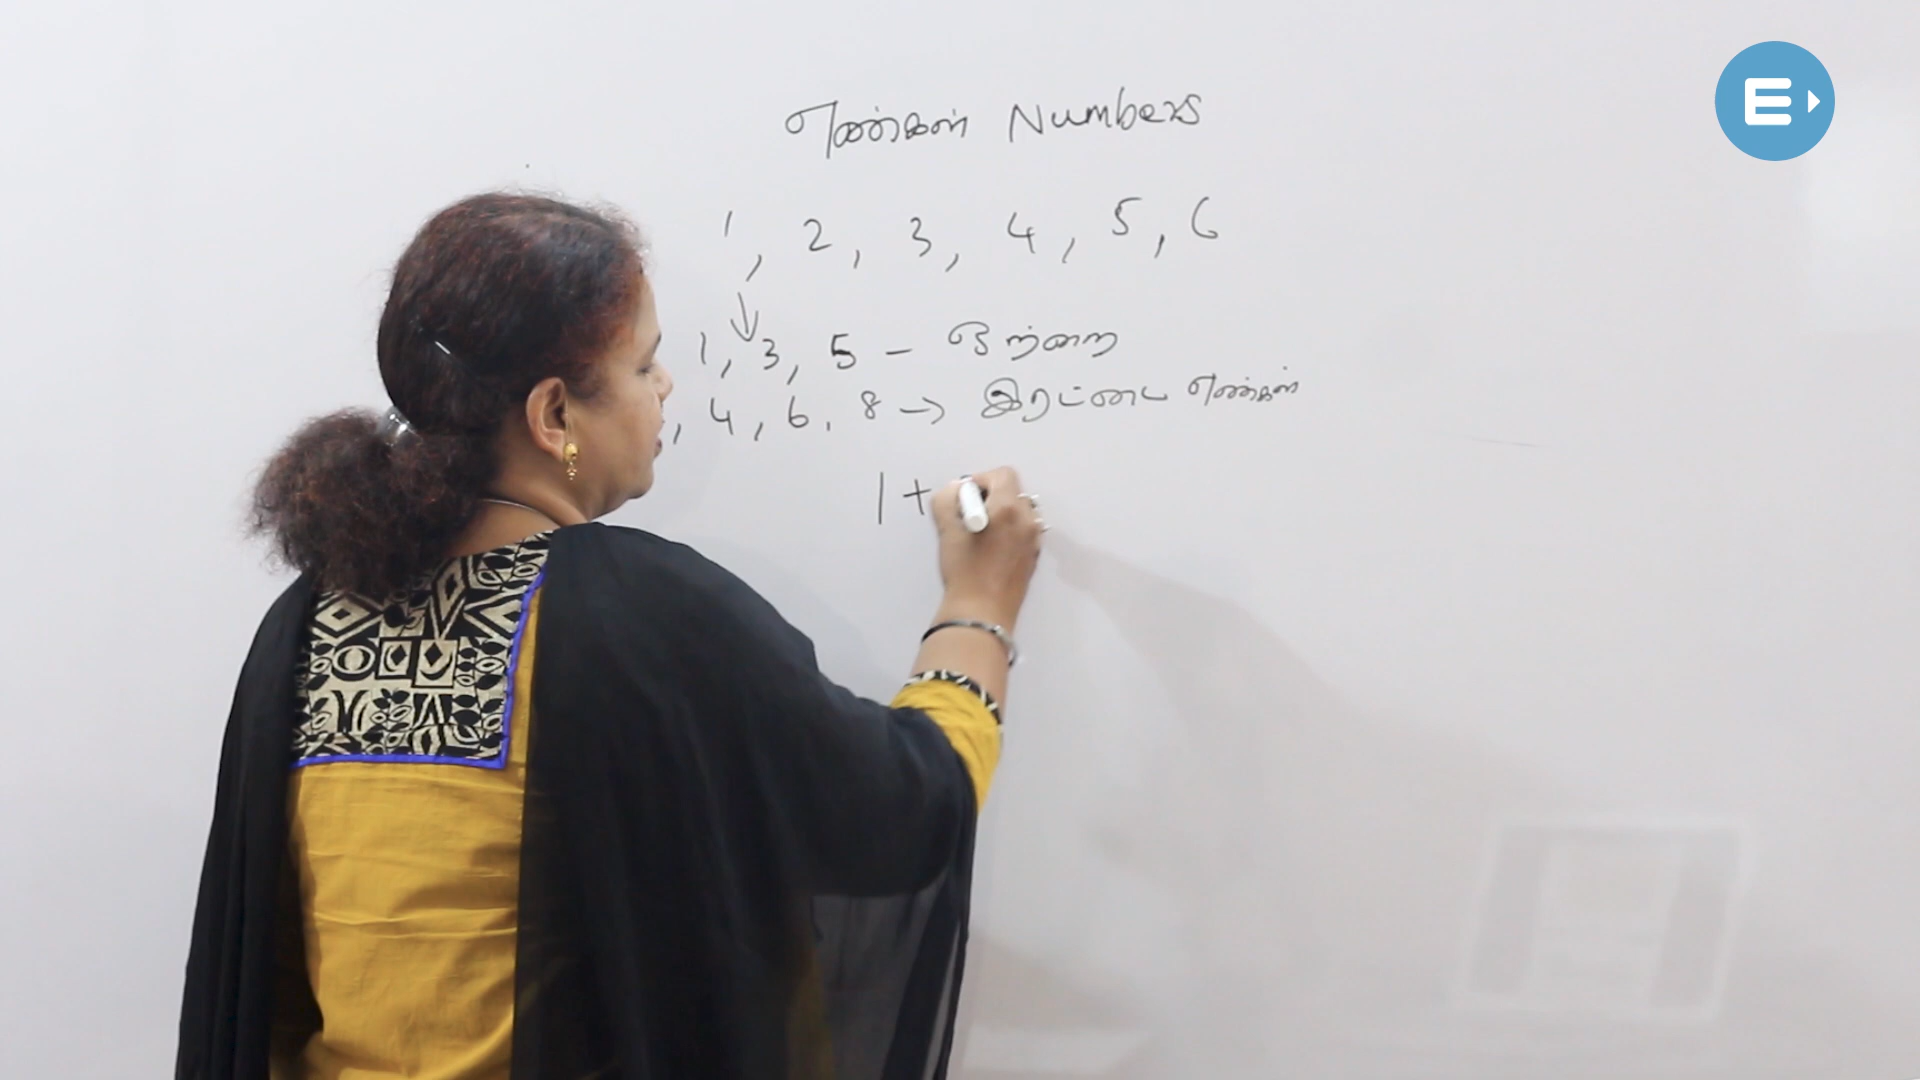 எண்கள் Numbers
1, 2, 3, 4, 5, 6
1, 3, 5 - ஒற்றை
, 4, 6, 8 → இரட்டை எண்கள்
1 +
E